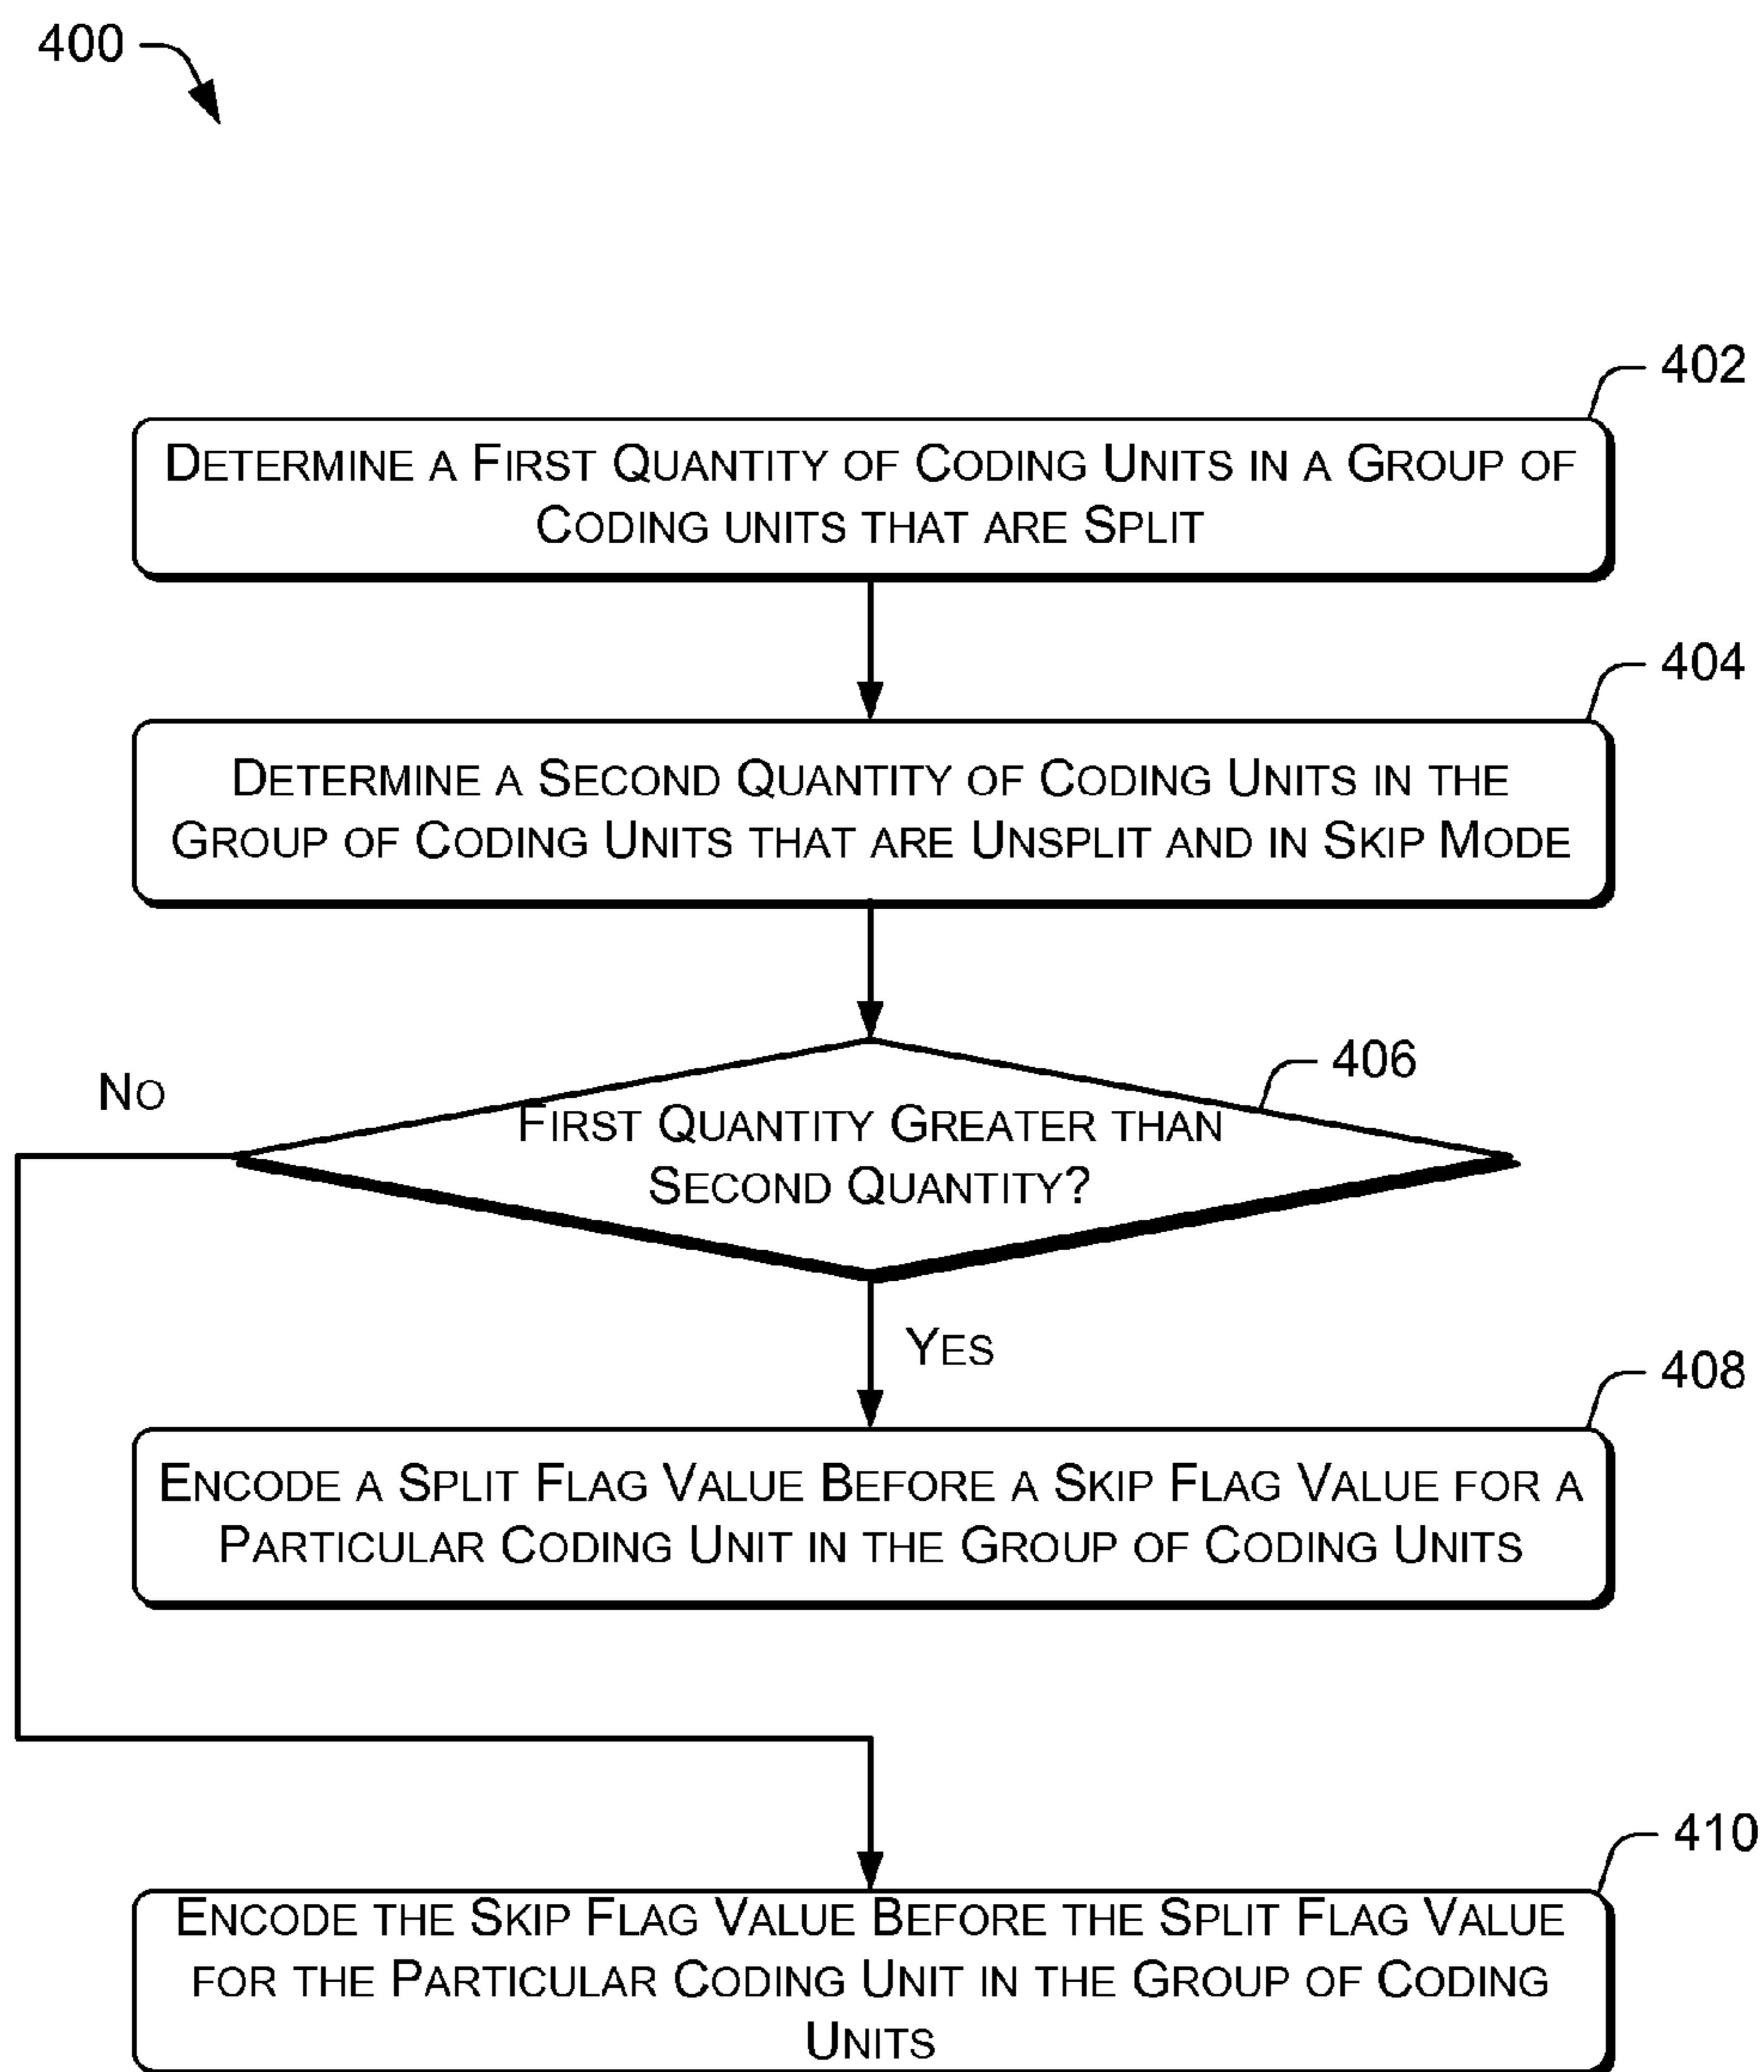 400
402
DETERMINE A FIRST QUANTITY OF CODING UNITS IN A GROUP OF
CODING UNITS THAT ARE SPLIT
404
DETERMINE A SECOND QUANTITY OF CODING UNITS IN THE
GROUP OF CODING UNITS THAT ARE UNSPLIT AND IN SKIP MODE
406
NO
FIRST QUANTITY GREATER THAN
SECOND QUANTITY?
YES
408
ENCODE A SPLIT FLAG VALUE BEFORE A SKIP FLAG VALUE FOR A
PARTICULAR CODING UNIT IN THE GROUP OF CODING UNITS
410
ENCODE THE SKIP FLAG VALUE BEFORE THE SPLIT FLAG VALUE
FOR THE PARTICULAR CODING UNIT IN THE GROUP OF CODING
UNITS